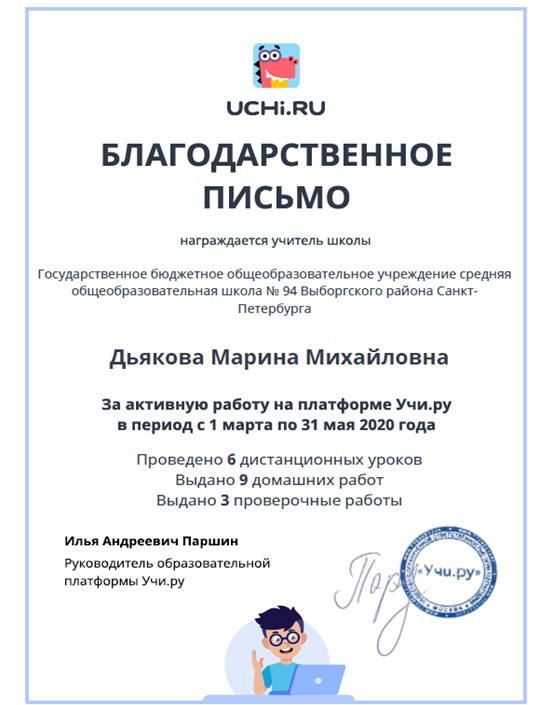 UCHi.RU
БЛАГОДАРСТВЕННОЕ
ПИСЬМО
награждается учитель школы
Государственное бюджетное общеобразовательное учреждение средняя
общеобразовательная школа № 94 Выборгского района Санкт-
Петербурга
Дьякова Марина Михайловна
За активную работу на платформе Учи.ру
в период с 1 марта по 31 мая 2020 года
Проведено 6 дистанционных уроков
Выдано 9 домашних работ
Выдано 3 проверочные работы
Илья Андреевич Паршин
Руководитель образовательной
платформы Учи.ру
«Учи.ру»
МОСКВА